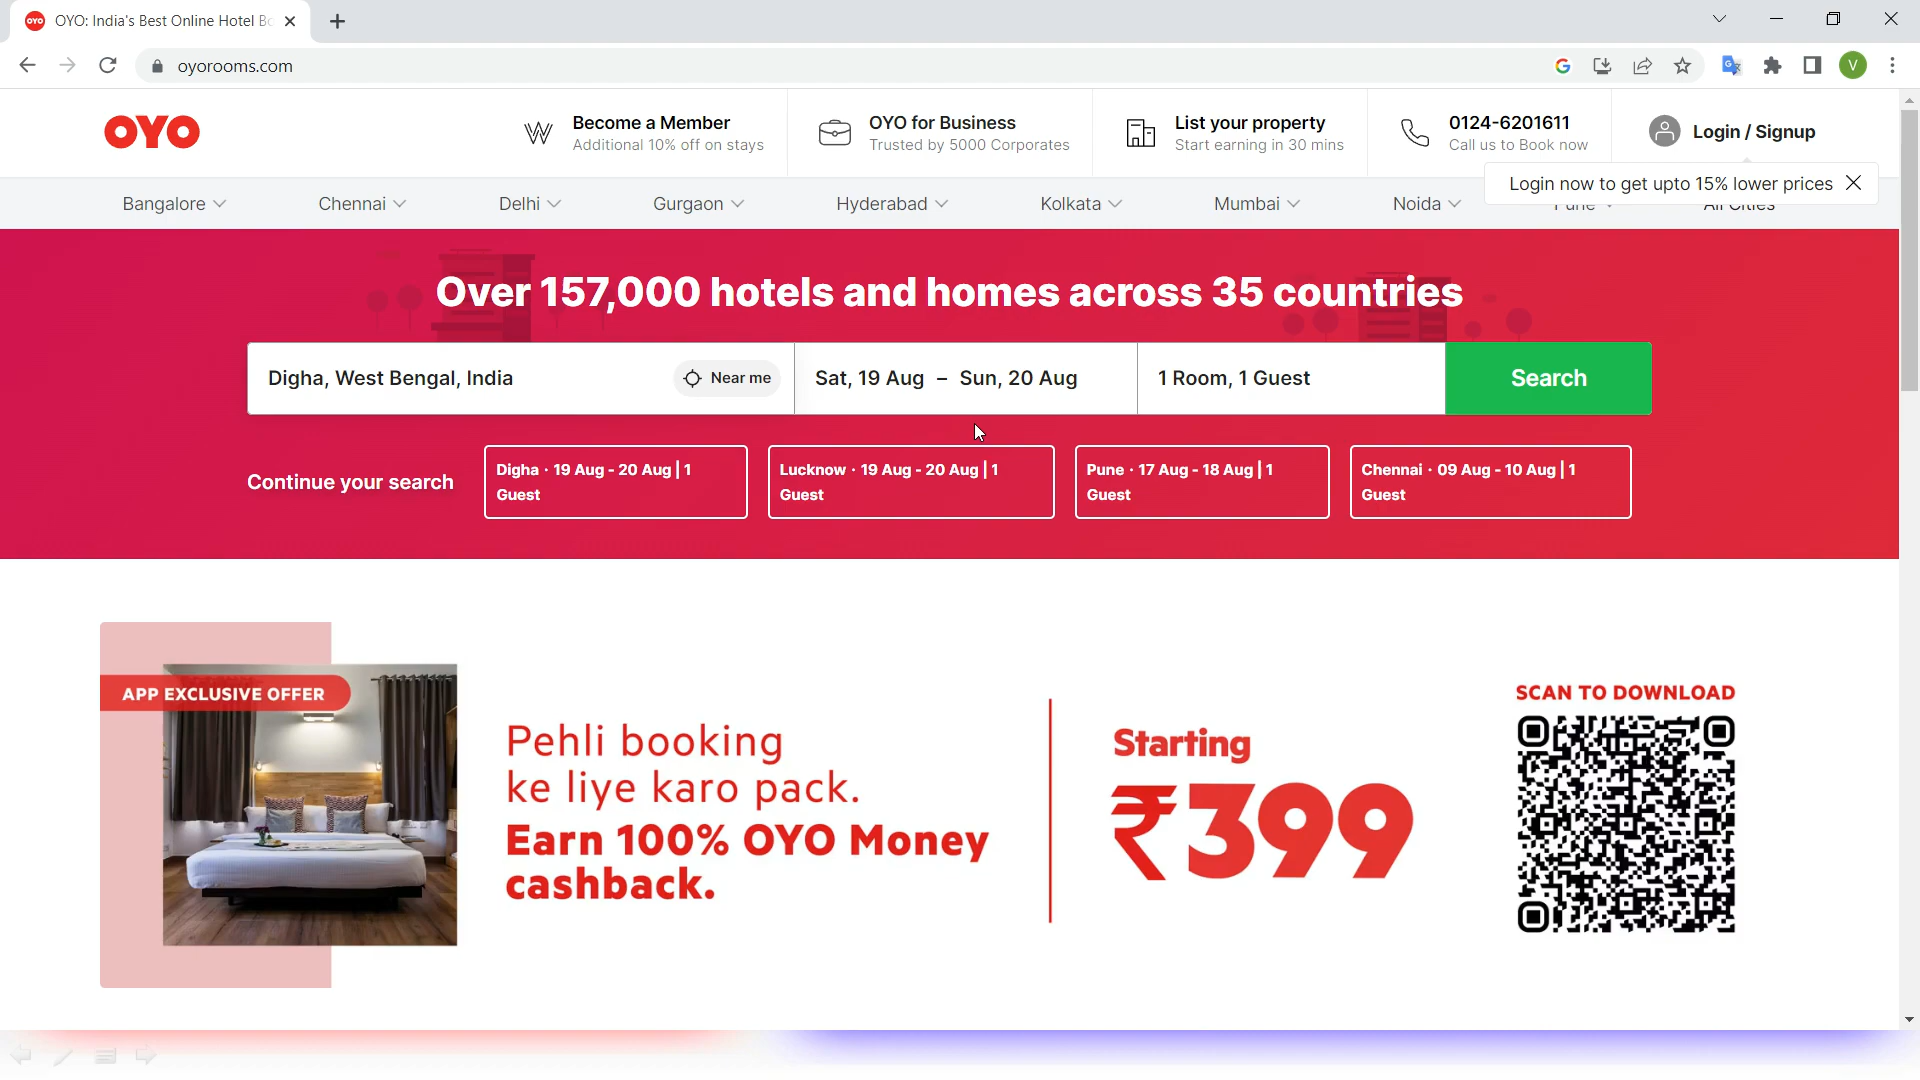 OYO OYO: India's Best Online Hotel Bo
oyorooms.com
V
OYO
Become a Member
Additional 10% off on stays
OYO for Business
Trusted by 5000 Corporates
List your property
Start earning in 30 mins
0124-6201611
Call us to Book now
Login / Signup
Login now to get upto 15% lower prices
Bangalore
Chennai
Delhi
Gurgaon
Hyderabad
Kolkata
Mumbai
Noida
Pune
All Cities
Over 157,000 hotels and homes across 35 countries
Digha, West Bengal, India
Near me
Sat, 19 Aug – Sun, 20 Aug
1 Room, 1 Guest
Search
Continue your search
Digha · 19 Aug - 20 Aug | 1
Guest
Lucknow · 19 Aug - 20 Aug | 1
Guest
Pune · 17 Aug - 18 Aug | 1
Guest
Chennai · 09 Aug - 10 Aug | 1
Guest
APP EXCLUSIVE OFFER
Pehli booking
ke liye karo pack.
Earn 100% OYO Money
cashback.
Starting
₹399
SCAN TO DOWNLOAD